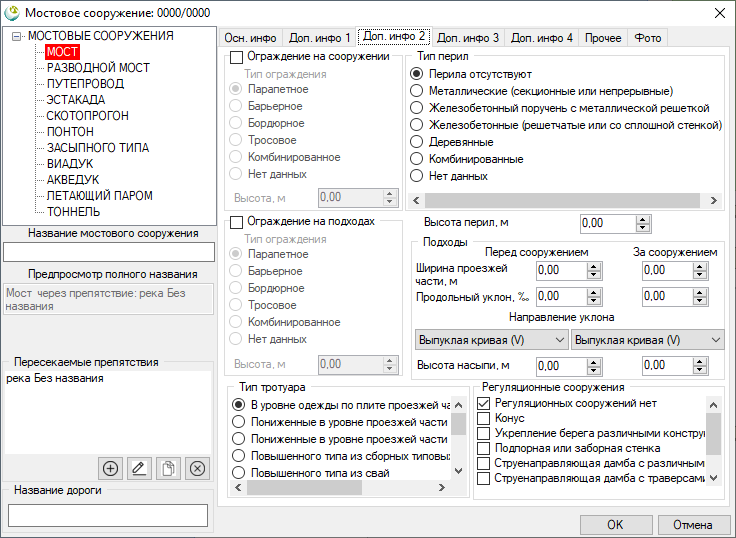 Мостовое сооружение: 0000/0000
МОСТОВЫЕ СООРУЖЕНИЯ
МОСТ
РАЗВОДНОЙ МОСТ
ПУТЕПРОВОД
ЭСТАКАДА
СКОТОПРОГОН
ПОНТОН
ЗАСЫПНОГО ТИПА
ВИАДУК
АКВЕДУК
ЛЕТАЮЩИЙ ПАРОМ
ТОННЕЛЬ
Название мостового сооружения
Предпросмотр полного названия
Мост через препятствие: река Без
названия
Пересекаемые препятствия
река Без названия
Название дороги
Осн. инфо Доп. инфо 1 Доп. инфо 2 Доп. инфо 3 Доп. инфо 4 Прочее Фото
Ограждение на сооружении
Тип ограждения
Парапетное
Барьерное
Бордюрное
Тросовое
Комбинированное
Нет данных
Высота, м 0,00
Тип перил
Перила отсутствуют
Металлические (секционные или непрерывные)
Железобетонный поручень с металлической решеткой
Железобетонные (решетчатые или со сплошной стенкой)
Деревянные
Комбинированные
Нет данных
Ограждение на подходах
Тип ограждения
Парапетное
Барьерное
Бордюрное
Тросовое
Комбинированное
Нет данных
Высота, м 0,00
Высота перил, м 0,00
Подходы
Перед сооружением За сооружением
Ширина проезжей
части, м 0,00 0,00
Продольный уклон, ‰ 0,00 0,00
Направление уклона
Выпуклая кривая (V) Выпуклая кривая (V)
Высота насыпи, м 0,00 0,00
Тип тротуара
В уровне одежды по плите проезжей ча
Пониженные в уровне проезжей части
Пониженные в уровне проезжей части
Повышенного типа из сборных типовых
Повышенного типа из свай
Регуляционные сооружения
Регуляционных сооружений нет
Конус
Укрепление берега различными констру
Подпорная или заборная стенка
Струенаправляющая дамба с различным
Струенаправляющая дамба с траверсами
OK Отмена